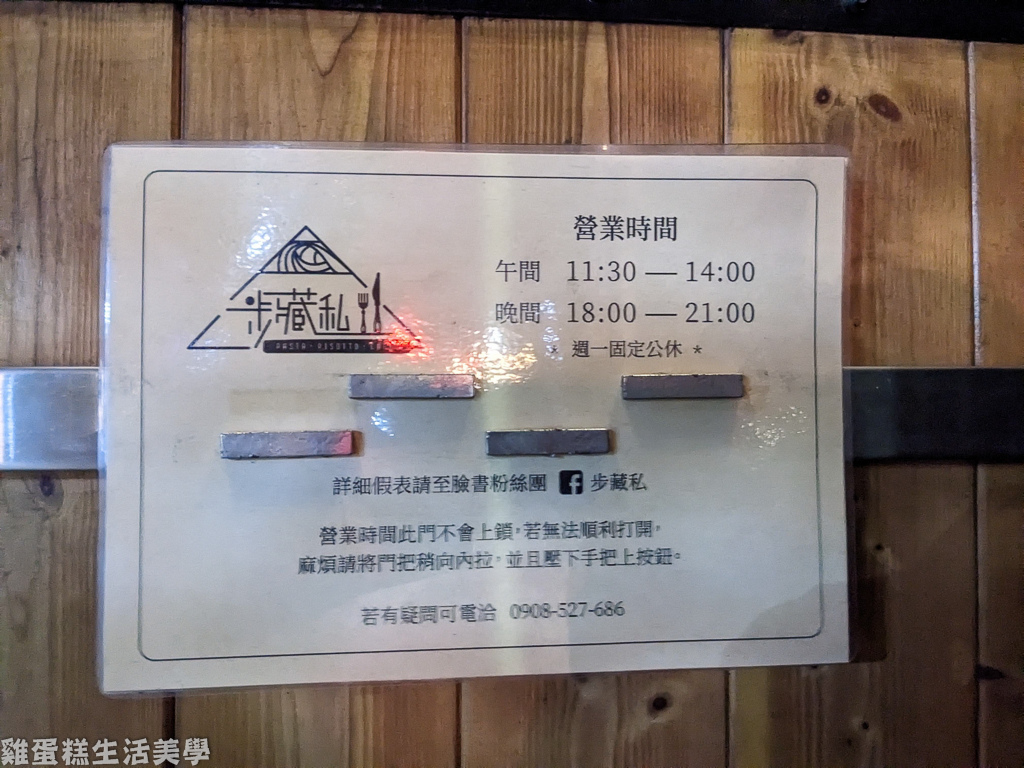 步藏私
PASTA · RISOTTO ·
營業時間
午間 11:30 — 14:00
晚間 18:00 — 21:00
* 週一固定公休 *
詳細假表請至臉書粉絲團 f 步藏私
營業時間此門不會上鎖，若無法順利打開，
麻煩請將門把稍向內拉，並且壓下手把上按鈕。
若有疑問可電洽 0908-527-686
雞蛋糕生活美學